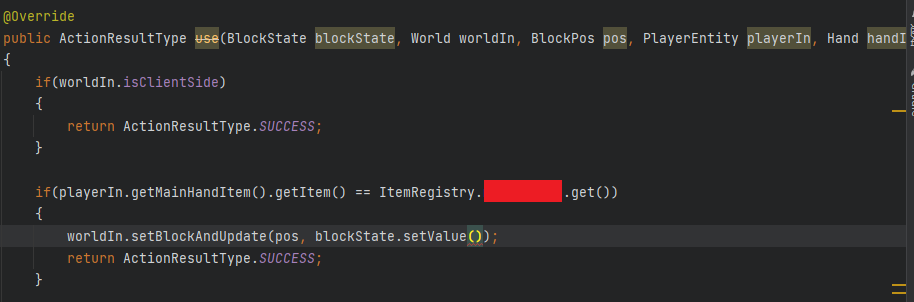 @Override
public ActionResultType use(BlockState blockState, World worldIn, BlockPos pos, PlayerEntity playerIn, Hand handI
{
if(worldIn.isClientSide)
{
return ActionResultType.SUCCESS;
}
if(playerIn.getMainHandItem().getItem() == ItemRegistry. .get())
{
worldIn.setBlockAndUpdate(pos, blockState.setValue());
return ActionResultType.SUCCESS;
}